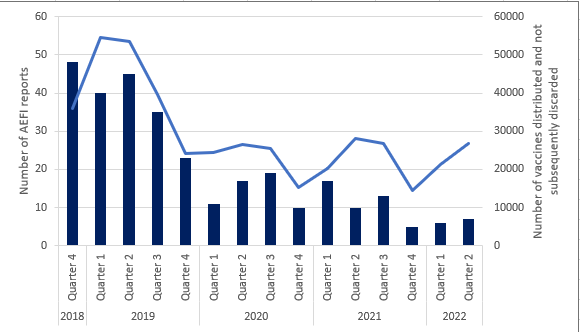 60
50
40
30
20
10
0
Number of AEFI reports
60000
50000
40000
30000
20000
10000
0
Number of vaccines distributed and not
subsequently discarded
Quarter 4
Quarter 1
Quarter 2
Quarter 3
Quarter 4
Quarter 1
Quarter 2
Quarter 3
Quarter 4
Quarter 1
Quarter 2
Quarter 3
Quarter 4
Quarter 1
Quarter 2
2018 2019 2020 2021 2022